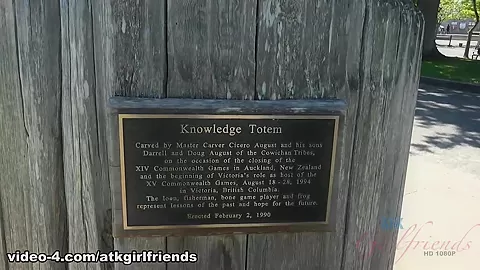 Knowledge Totem
Carved by Master Carver Cicero August and his sons
Darrell and Doug August of the Cowichan Tribes,
on the occasion of the closing of the
XIV Commonwealth Games in Auckland, New Zealand
and the beginning of Victoria's role as host of the
XV Commonwealth Games, August 18 - 28, 1994
in Victoria, British Columbia.
The loon, fisherman, bone game player and frog
represent lessons of the past and hope for the future.
Erected February 2, 1990
video-4.com/atkgirlfriends
ATK
Girlfriends
HD 1080P